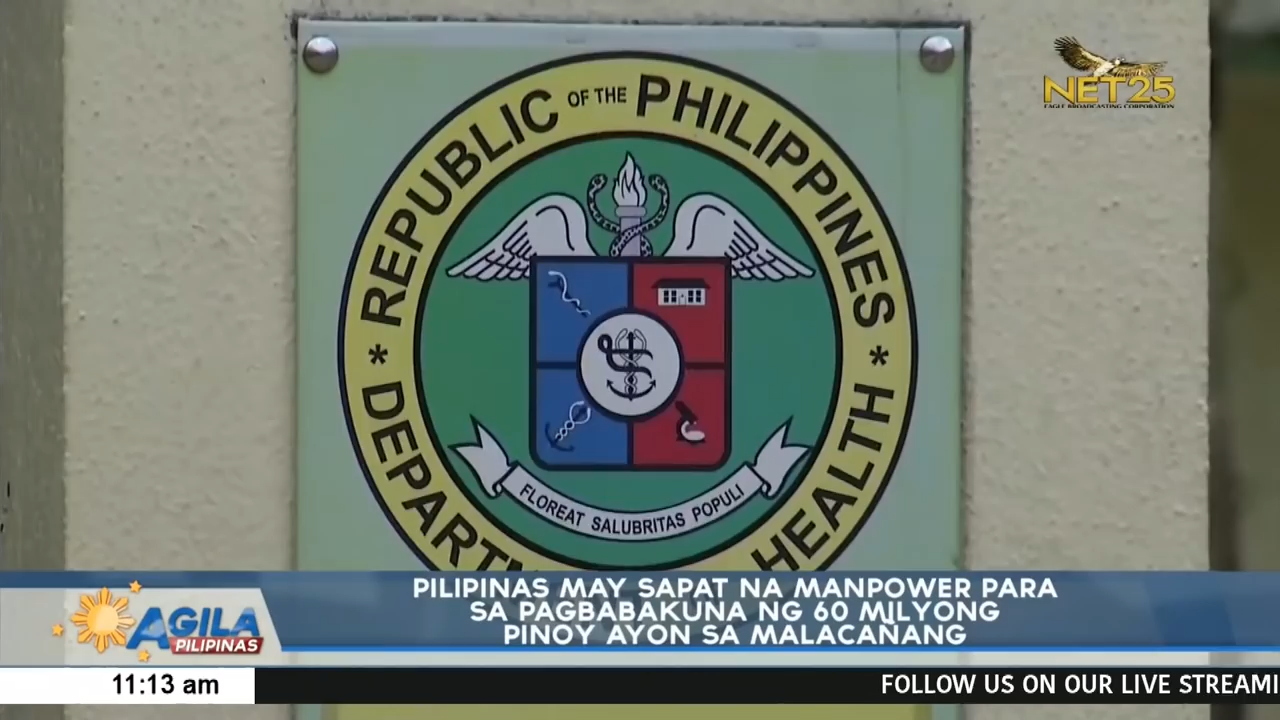 NET25
EAGLE BROADCASTING CORPORATION
REPUBLIC OF THE PHILIPPINES
FLOREAT SALUBRITAS POPULI
* DEPARTM HEALTH *
PILIPINAS MAY SAPAT NA MANPOWER PARA
SA PAGBABAKUNA NG 60 MILYONG
PINOY AYON SA MALACAÑANG
AGILA
PILIPINAS
11:13 am
FOLLOW US ON OUR LIVE STREAMI